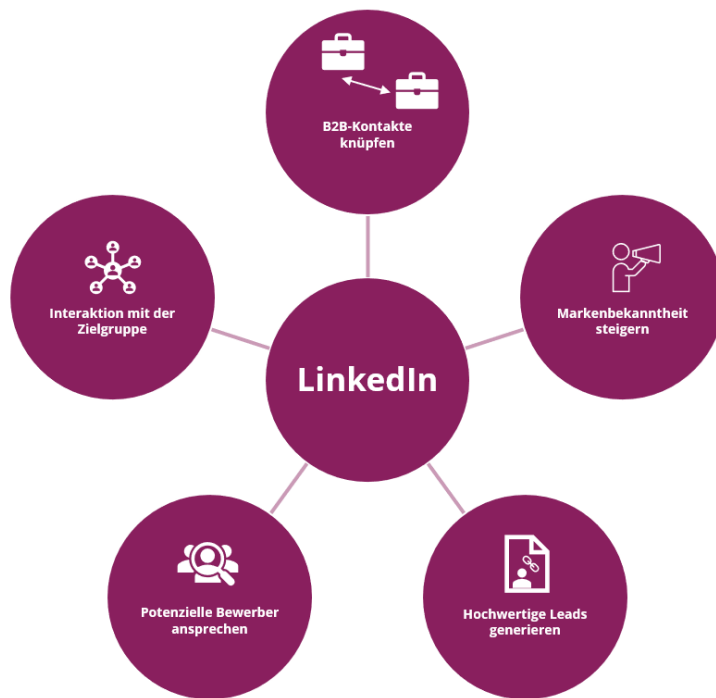 B2B-Kontakte
knüpfen
Interaktion mit der
Zielgruppe
Markenbekanntheit
steigern
LinkedIn
Potenzielle Bewerber
ansprechen
Hochwertige Leads
generieren